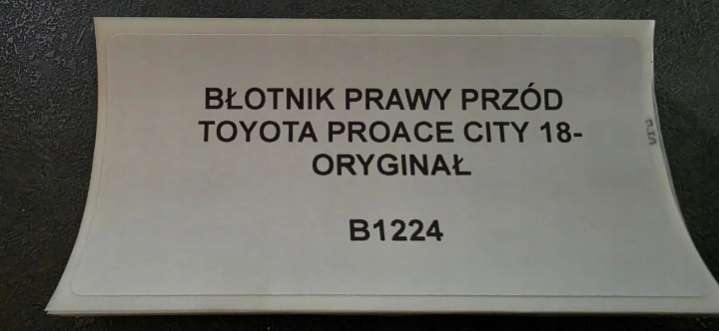 BŁOTNIK PRAWY PRZÓD
TOYOTA PROACE CITY 18-
ORYGINAŁ
B1224